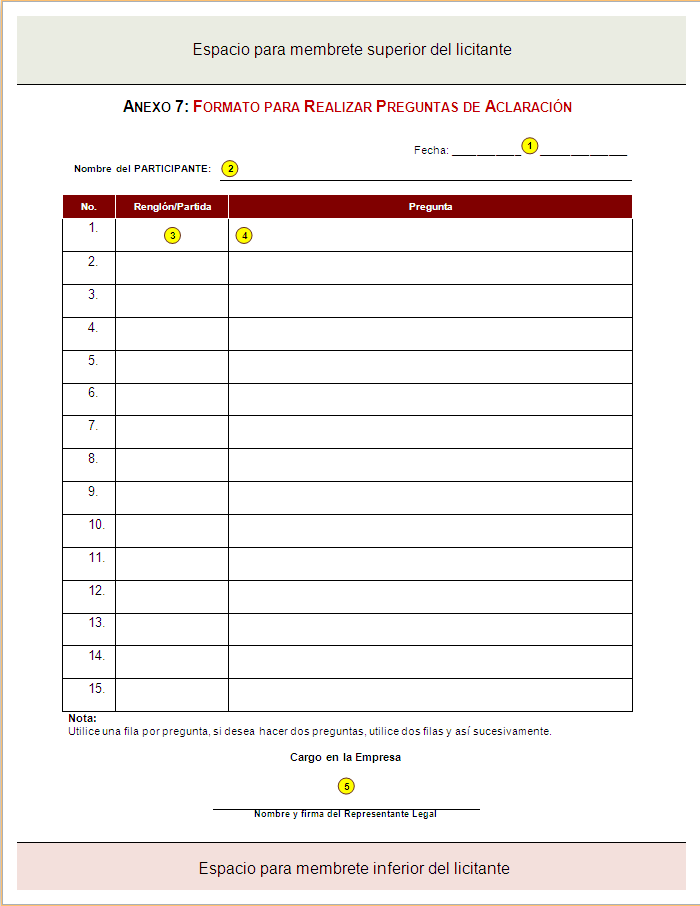 Espacio para membrete superior del licitante
ANEXO 7: FORMATO PARA REALIZAR PREGUNTAS DE ACLARACIÓN
Fecha: __________ 1 _____________
Nombre del PARTICIPANTE: 2
No. Renglón/Partida Pregunta
1. 3 4
2.
3.
4.
5.
6.
7.
8.
9.
10.
11.
12.
13.
14.
15.
Nota:
Utilice una fila por pregunta, si desea hacer dos preguntas, utilice dos filas y así sucesivamente.
Cargo en la Empresa
5
Nombre y firma del Representante Legal
Espacio para membrete inferior del licitante